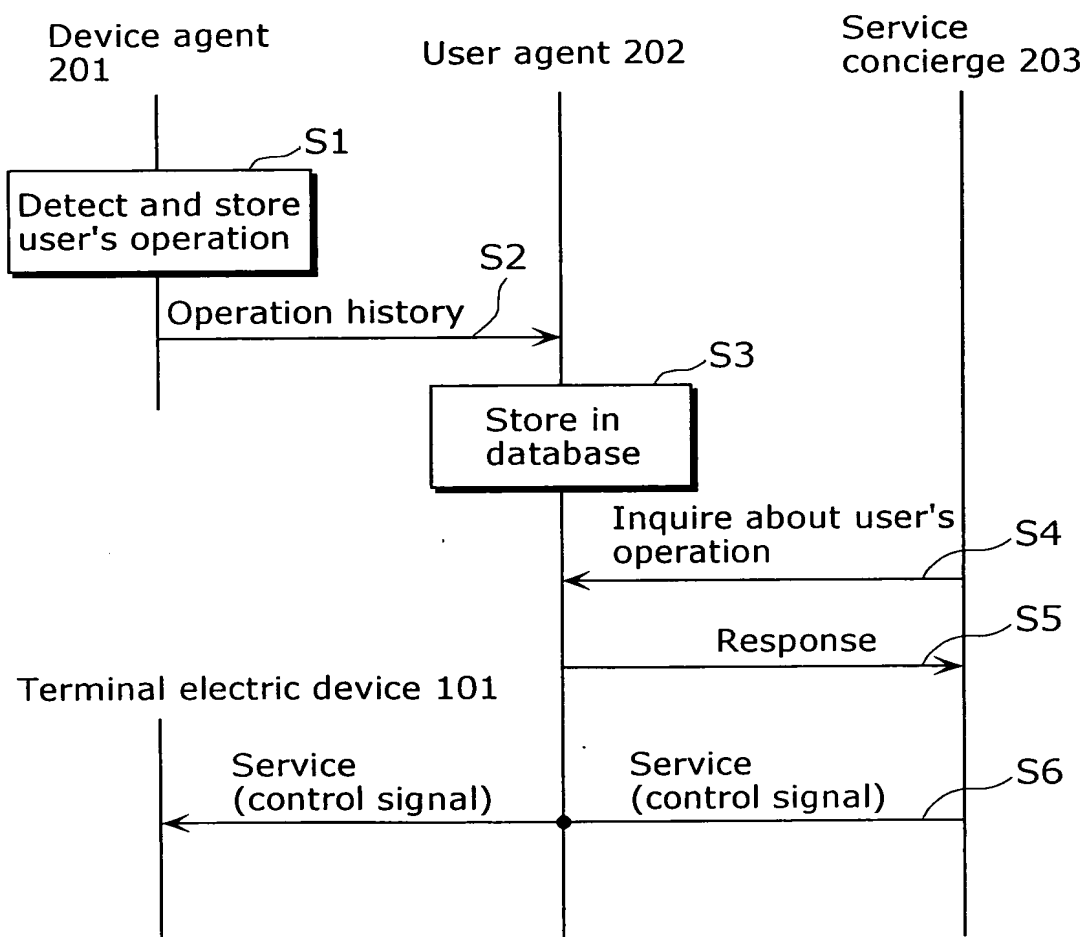 Device agent
201
User agent 202
Service
concierge 203
S1
Detect and store
user's operation
S2
Operation history
S3
Store in
database
Inquire about user's
operation
S4
Response
S5
Terminal electric device 101
Service
(control signal)
Service
(control signal)
S6